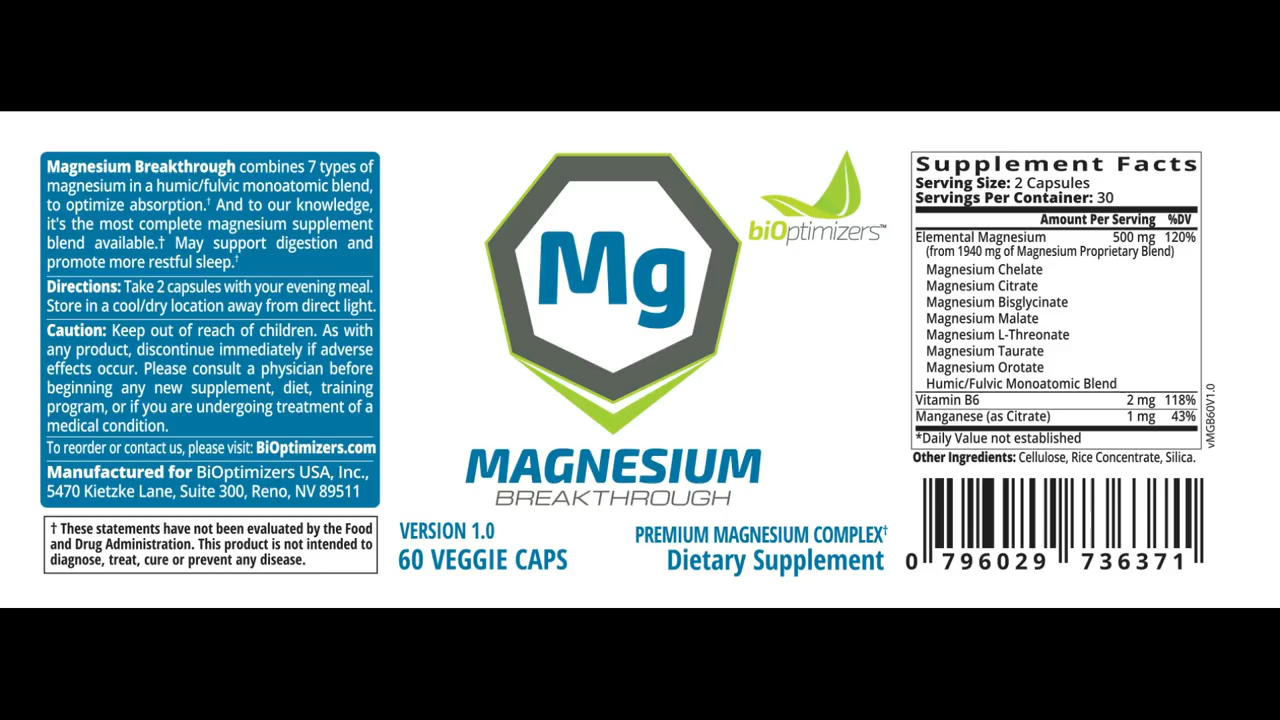 Magnesium Breakthrough combines 7 types of
magnesium in a humic/fulvic monoatomic blend,
to optimize absorption.† And to our knowledge,
it's the most complete magnesium supplement
blend available.† May support digestion and
promote more restful sleep.†
Directions: Take 2 capsules with your evening meal.
Store in a cool/dry location away from direct light.
Caution: Keep out of reach of children. As with
any product, discontinue immediately if adverse
effects occur. Please consult a physician before
beginning any new supplement, diet, training
program, or if you are undergoing treatment of a
medical condition.
To reorder or contact us, please visit: BiOptimizers.com
Manufactured for BiOptimizers USA, Inc.,
5470 Kietzke Lane, Suite 300, Reno, NV 89511
† These statements have not been evaluated by the Food
and Drug Administration. This product is not intended to
diagnose, treat, cure or prevent any disease.
Mg
biOptimizers™
MAGNESIUM
BREAKTHROUGH
VERSION 1.0
60 VEGGIE CAPS
PREMIUM MAGNESIUM COMPLEX†
Dietary Supplement
Supplement Facts
Serving Size: 2 Capsules
Servings Per Container: 30
Amount Per Serving %DV
Elemental Magnesium 500 mg 120%
(from 1940 mg of Magnesium Proprietary Blend)
Magnesium Chelate
Magnesium Citrate
Magnesium Bisglycinate
Magnesium Malate
Magnesium L-Threonate
Magnesium Taurate
Magnesium Orotate
Humic/Fulvic Monoatomic Blend
Vitamin B6 2 mg 118%
Manganese (as Citrate) 1 mg 43%
*Daily Value not established
Other Ingredients: Cellulose, Rice Concentrate, Silica.
vMGB60V1.0
0 796029 736371